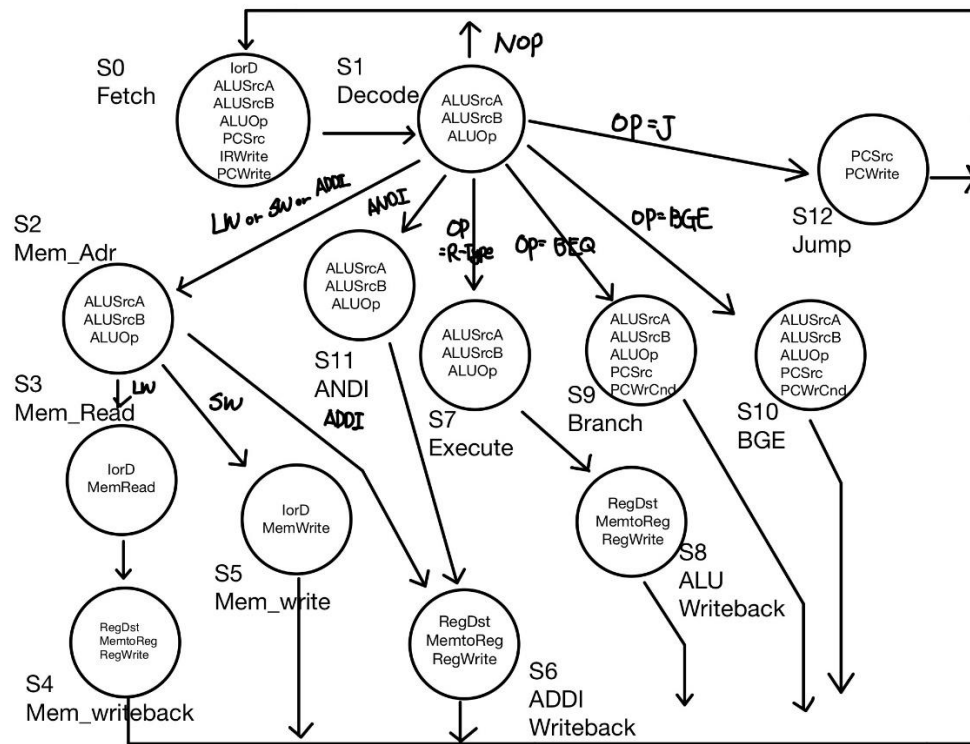 NOP
S0
Fetch
IorD
ALUSrcA
ALUSrcB
ALUOp
PCSrc
IRWrite
PCWrite
S1
Decode
ALUSrcA
ALUSrcB
ALUOp
OP=J
PCSrc
PCWrite
S12
Jump
LW or SW or ADDI
ANDI
OP
=R-Type
OP=BEQ
OP=BGE
S2
Mem_Adr
ALUSrcA
ALUSrcB
ALUOp
ALUSrcA
ALUSrcB
ALUOp
S11
ANDI
ALUSrcA
ALUSrcB
ALUOp
S7
Execute
ALUSrcA
ALUSrcB
ALUOp
PCSrc
PCWrCnd
S9
Branch
ALUSrcA
ALUSrcB
ALUOp
PCSrc
PCWrCnd
S10
BGE
LW
SW
ADDI
S3
Mem_Read
IorD
MemRead
IorD
MemWrite
S5
Mem_write
RegDst
MemtoReg
RegWrite
S8
ALU
Writeback
RegDst
MemtoReg
RegWrite
S4
Mem_writeback
RegDst
MemtoReg
RegWrite
S6
ADDI
Writeback